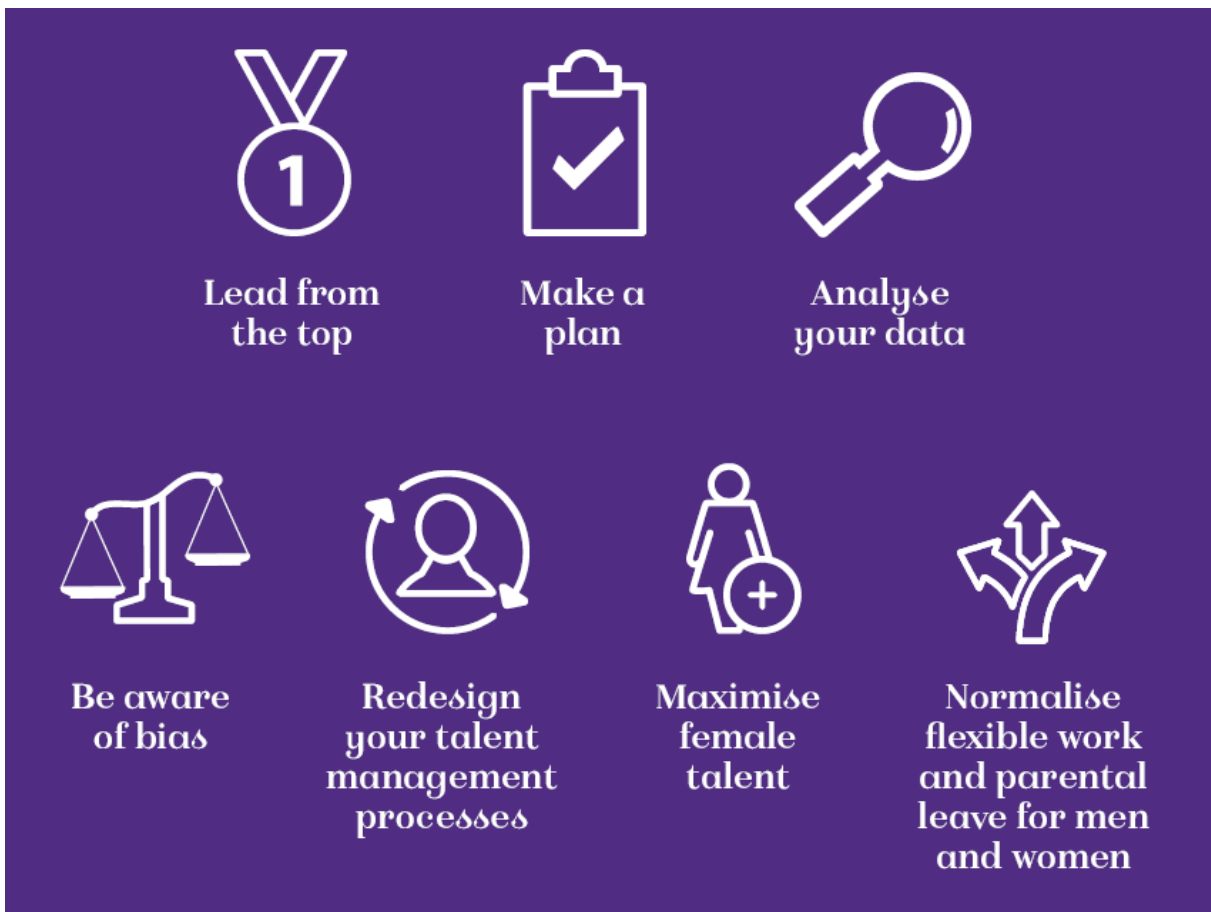 1
Lead from
the top
Make a
plan
Analyse
your data
Be aware
of bias
Redesign
your talent
management
processes
Maximise
female
talent
Normalise
flexible work
and parental
leave for men
and women